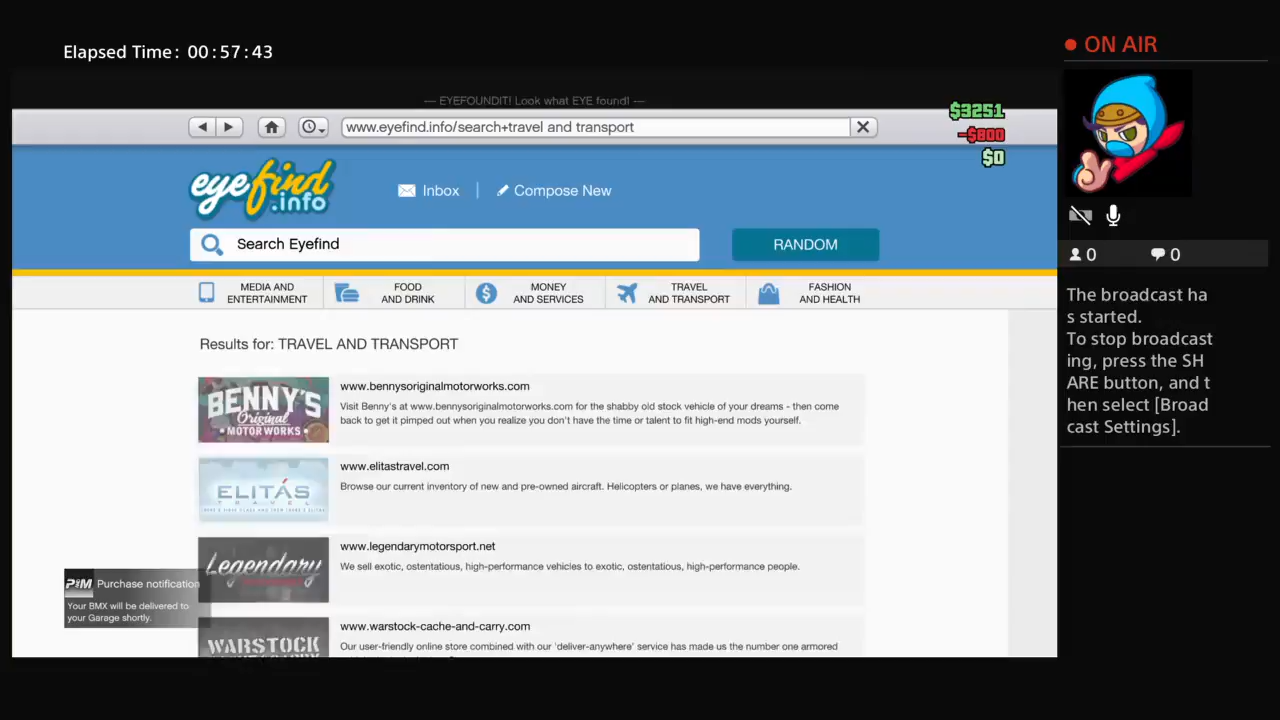 Elapsed Time: 00:57:43
ON AIR
— EYEFOUNDIT! Look what EYE found! —
$3251
-$800
$0
www.eyefind.info/search+travel and transport
eyefind
.info
Inbox
Compose New
Search Eyefind
RANDOM
0
0
MEDIA AND
ENTERTAINMENT
FOOD
AND DRINK
MONEY
AND SERVICES
TRAVEL
AND TRANSPORT
FASHION
AND HEALTH
The broadcast ha
s started.
To stop broadcast
ing, press the SH
ARE button, and t
hen select [Broad
cast Settings].
Results for: TRAVEL AND TRANSPORT
BENNY'S
Original
MOTOR WORKS
www.bennysoriginalmotorworks.com
Visit Benny's at www.bennysoriginalmotorworks.com for the shabby old stock vehicle of your dreams - then come
back to get it pimped out when you realize you don't have the time or talent to fit high-end mods yourself.
ELITÁS
TRAVEL
www.elitastravel.com
Browse our current inventory of new and pre-owned aircraft. Helicopters or planes, we have everything.
Legendary
www.legendarymotorsport.net
We sell exotic, ostentatious, high-performance vehicles to exotic, ostentatious, high-performance people.
P&M Purchase notification
Your BMX will be delivered to
your Garage shortly.
WARSTOCK
www.warstock-cache-and-carry.com
Our user-friendly online store combined with our 'deliver-anywhere' service has made us the number one armored